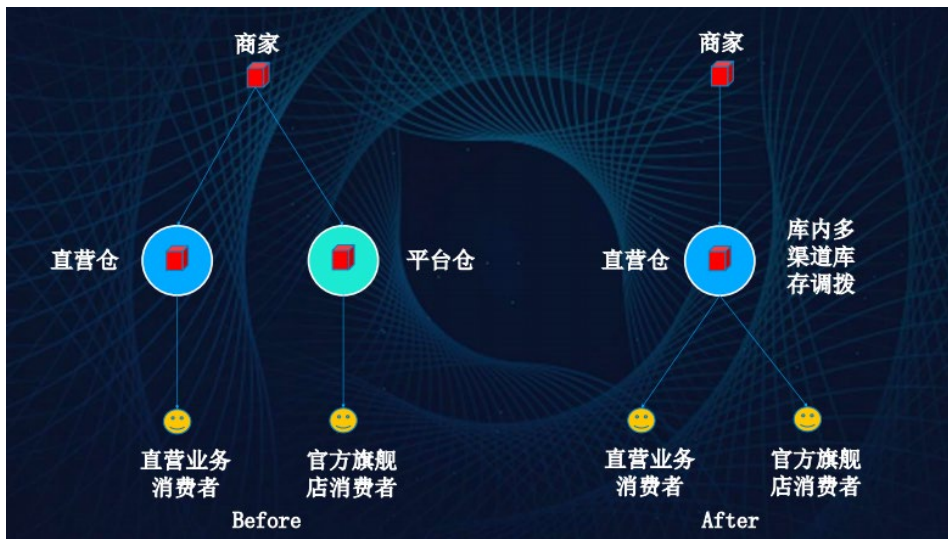 商家
直营仓
平台仓
直营业务
消费者
官方旗舰
店消费者
Before
商家
直营仓
库内多
渠道库
存调拨
直营业务
消费者
官方旗舰
店消费者
After